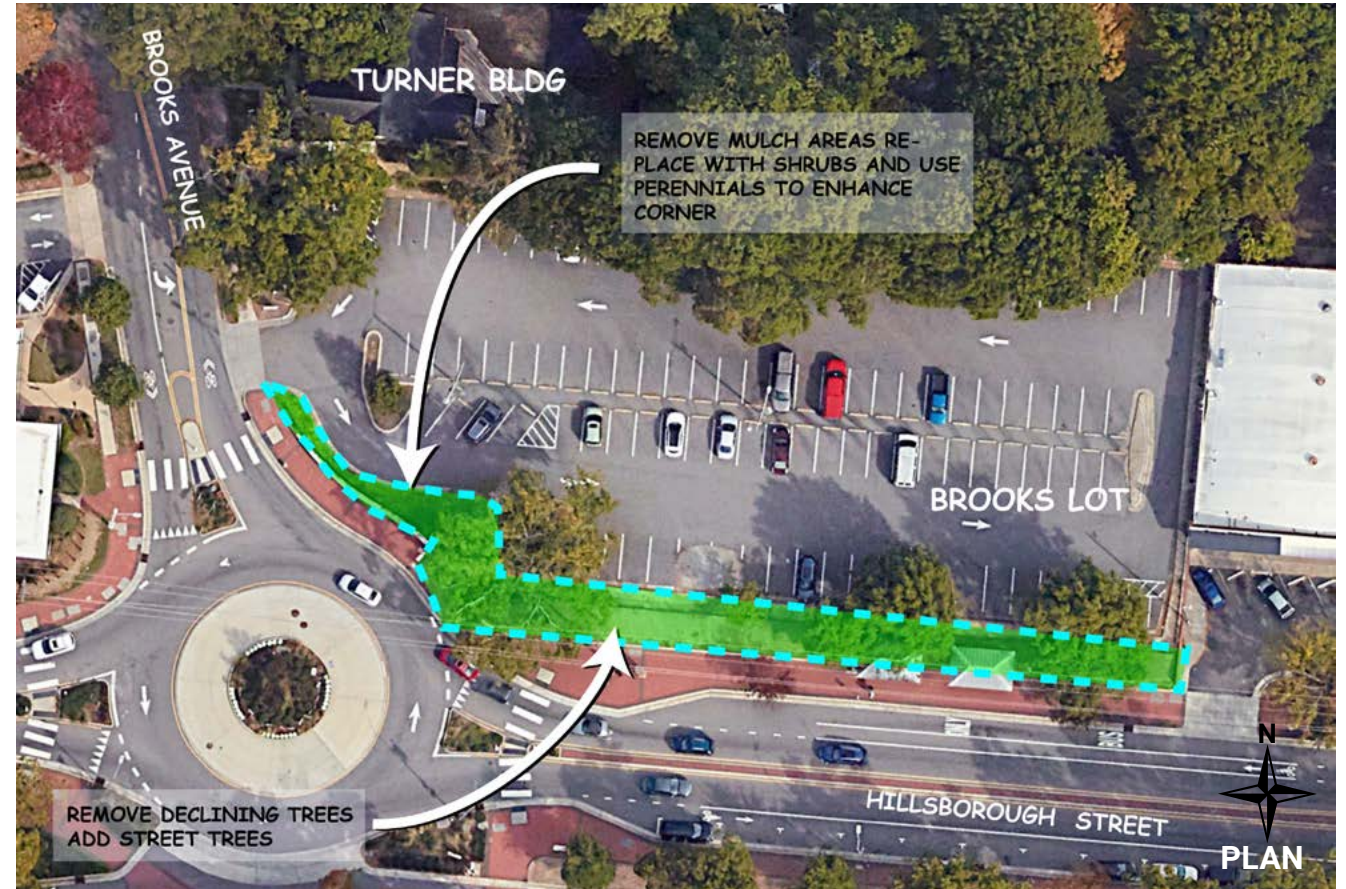 BROOKS AVENUE
TURNER BLDG
REMOVE MULCH AREAS RE-
PLACE WITH SHRUBS AND USE
PERENNIALS TO ENHANCE
CORNER
BROOKS LOT
REMOVE DECLINING TREES
ADD STREET TREES
HILLSBOROUGH STREET
BUS
N
PLAN